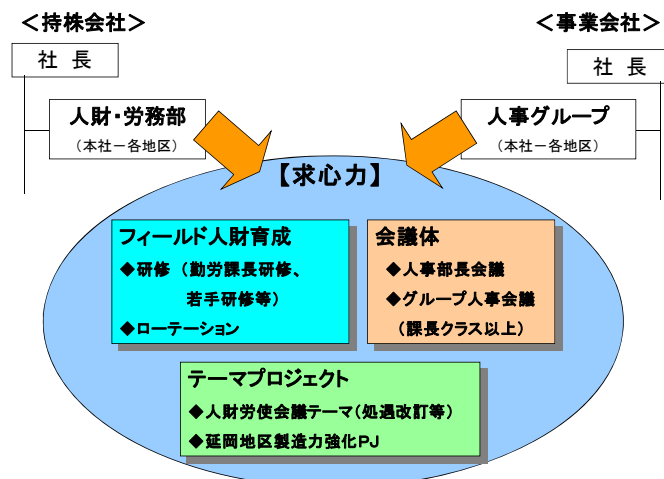 ＜持株会社＞
社 長
人財・労務部
（本社－各地区）
＜事業会社＞
社 長
人事グループ
（本社－各地区）
【求心力】
フィールド人財育成
◆研修（勤労課長研修、
若手研修等）
◆ローテーション
会議体
◆人事部長会議
◆グループ人事会議
（課長クラス以上）
テーマプロジェクト
◆人財労使会議テーマ（処遇改訂等）
◆延岡地区製造力強化ＰＪ